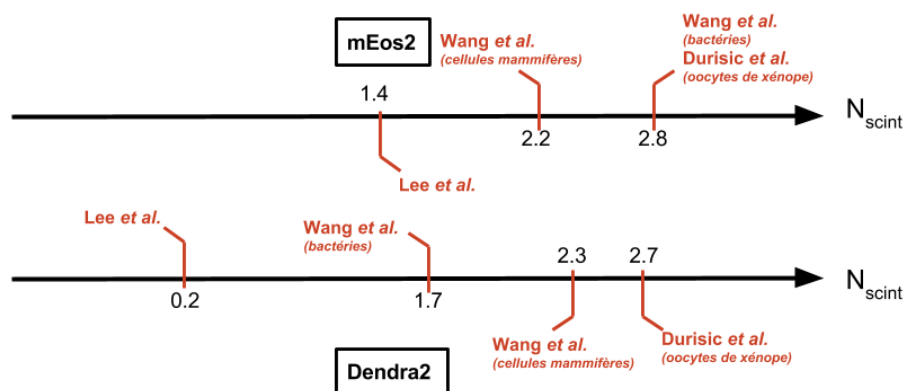 mEos2
Wang et al.
(cellules mammifères)
Wang et al.
(bactéries)
Durisic et al.
(oocytes de xénope)
1.4
2.2
2.8
N scint
Lee et al.
Lee et al.
Wang et al.
(bactéries)
2.3
2.7
N scint
0.2
1.7
Wang et al.
(cellules mammifères)
Durisic et al.
(oocytes de xénope)
Dendra2